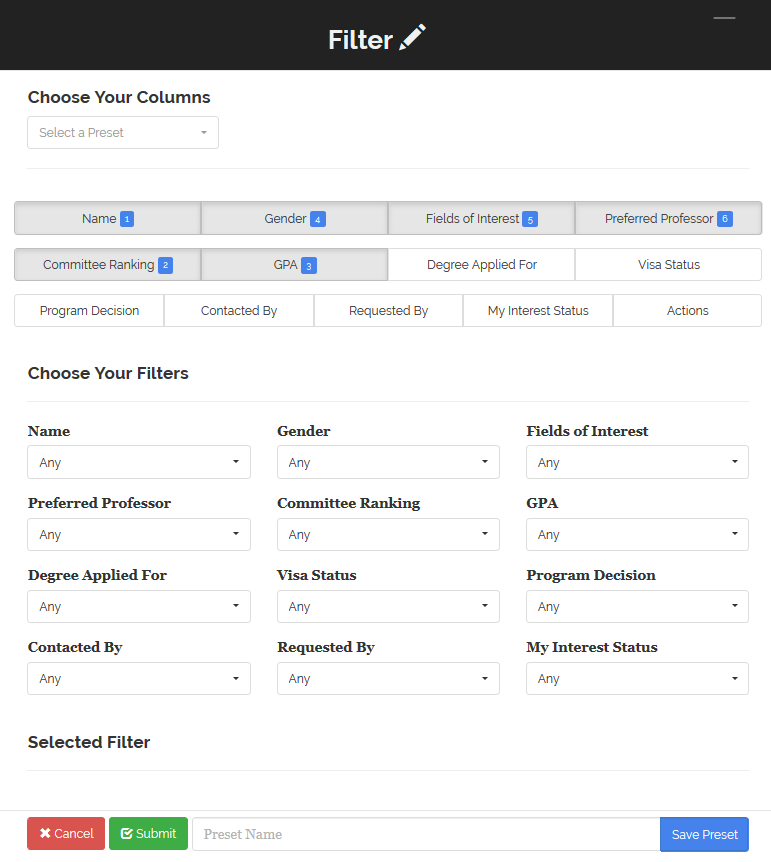 Filter
Choose Your Columns
Select a Preset
Name 1 Gender 4 Fields of Interest 5 Preferred Professor 6
Committee Ranking 2 GPA 3 Degree Applied For Visa Status
Program Decision Contacted By Requested By My Interest Status Actions
Choose Your Filters
Name Gender Fields of Interest
Any Any Any
Preferred Professor Committee Ranking GPA
Any Any Any
Degree Applied For Visa Status Program Decision
Any Any Any
Contacted By Requested By My Interest Status
Any Any Any
Selected Filter
Cancel Submit Preset Name Save Preset